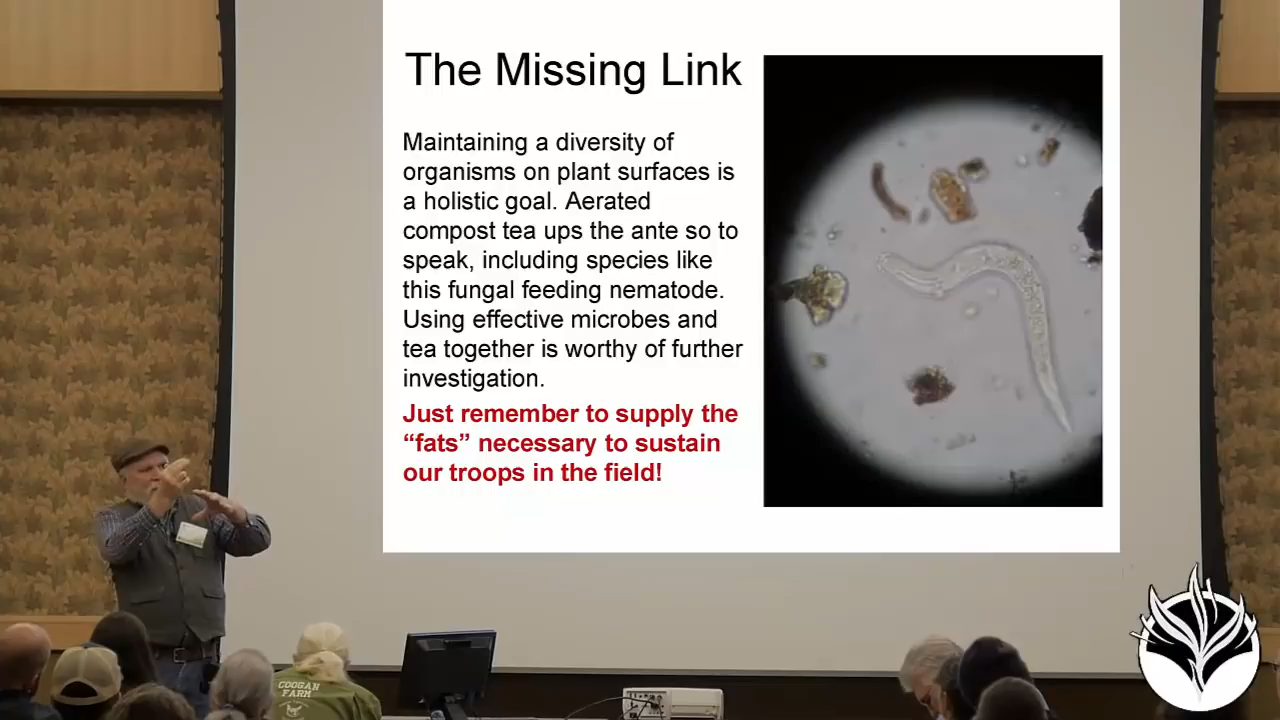 The Missing Link
Maintaining a diversity of
organisms on plant surfaces is
a holistic goal. Aerated
compost tea ups the ante so to
speak, including species like
this fungal feeding nematode.
Using effective microbes and
tea together is worthy of further
investigation.
Just remember to supply the
“fats” necessary to sustain
our troops in the field!
COOGAN
FARM